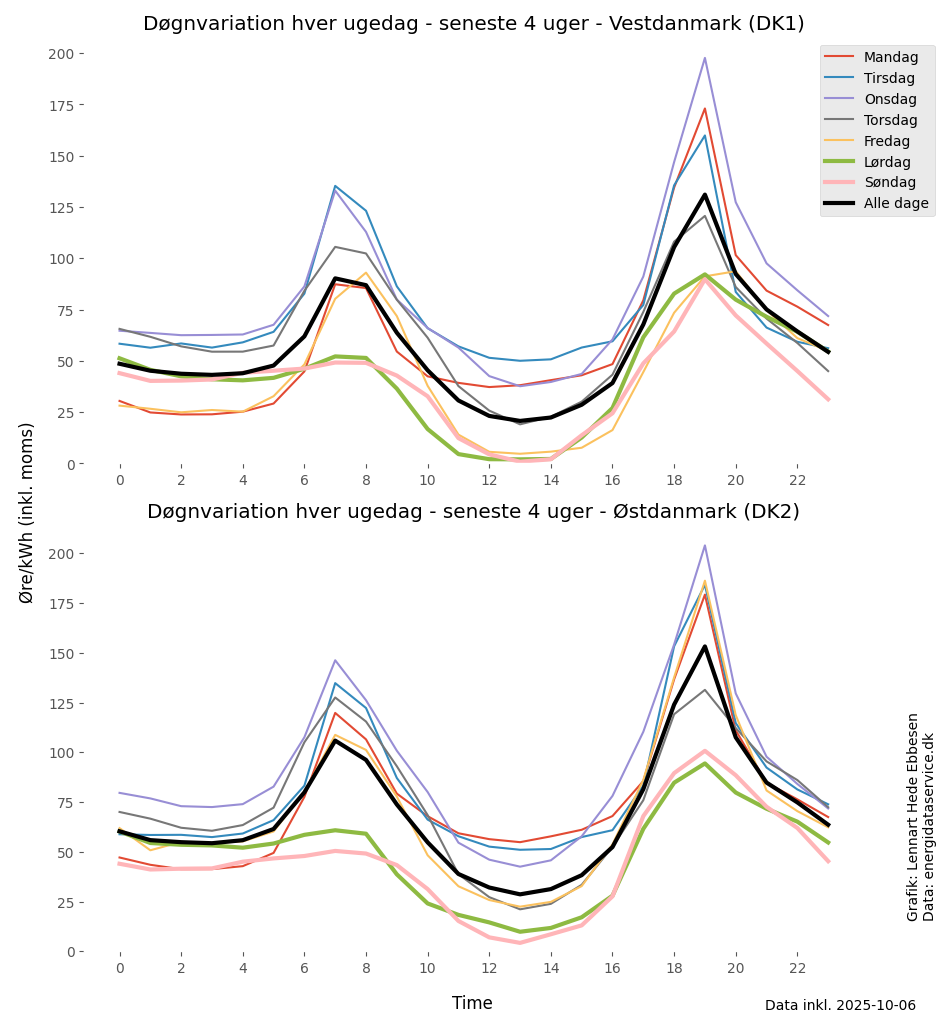 Døgnvariation hver ugedag - seneste 4 uger - Vestdanmark (DK1)
200
175
150
125
100
75
50
25
0
0 2 4 6 8 10 12 14 16 18 20 22
Mandag
Tirsdag
Onsdag
Torsdag
Fredag
Lørdag
Søndag
Alle dage
Øre/kWh (inkl. moms)
Døgnvariation hver ugedag - seneste 4 uger - Østdanmark (DK2)
200
175
150
125
100
75
50
25
0
0 2 4 6 8 10 12 14 16 18 20 22
Time
Grafik: Lennart Hede Ebbesen
Data: energidataservice.dk
Data inkl. 2025-10-06